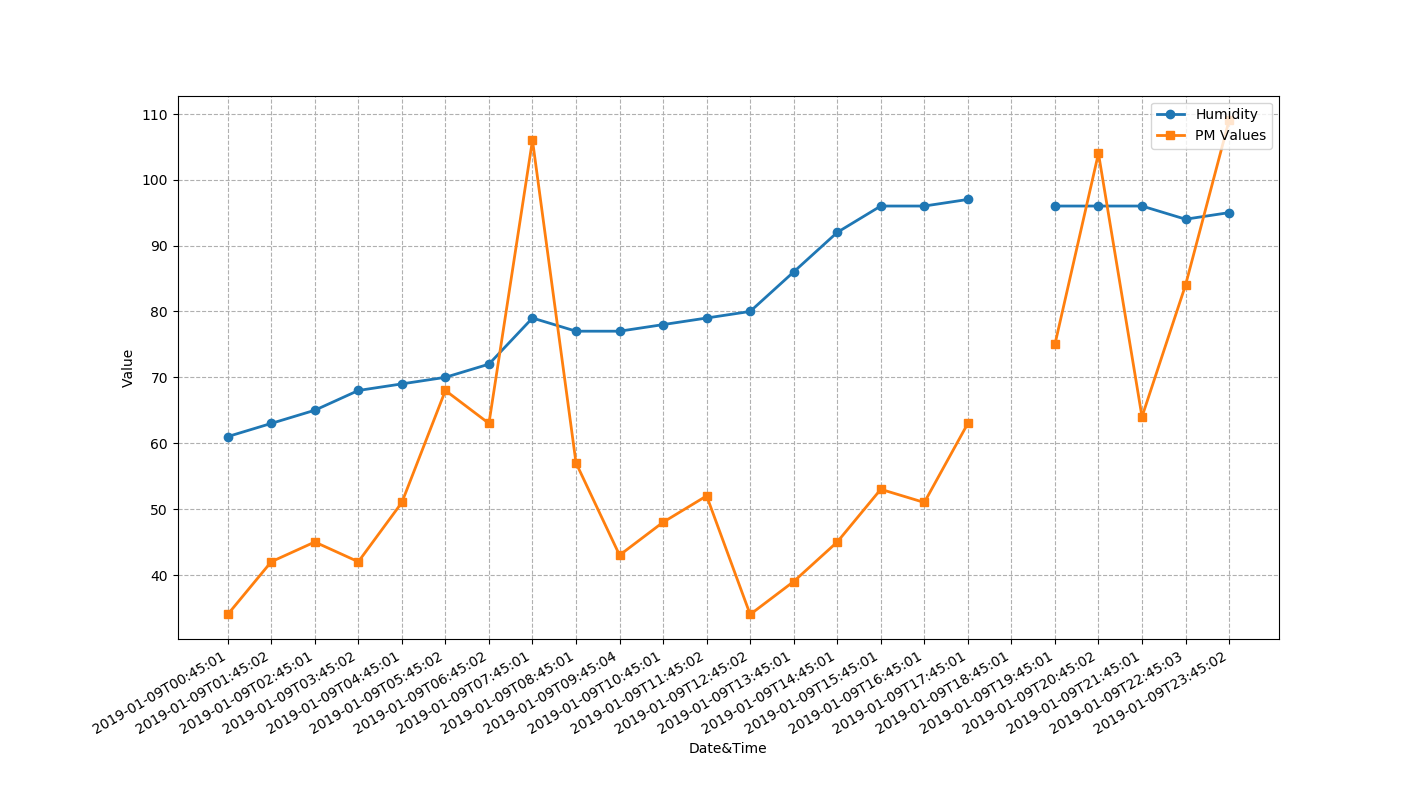 Humidity
PM Values
110
100
90
80
70
60
50
40
Value
2019-01-09T00:45:01
2019-01-09T01:45:02
2019-01-09T02:45:01
2019-01-09T03:45:02
2019-01-09T04:45:01
2019-01-09T05:45:02
2019-01-09T06:45:02
2019-01-09T07:45:01
2019-01-09T08:45:01
2019-01-09T09:45:04
2019-01-09T10:45:01
2019-01-09T11:45:02
2019-01-09T12:45:02
2019-01-09T13:45:01
2019-01-09T14:45:01
2019-01-09T15:45:01
2019-01-09T16:45:01
2019-01-09T17:45:01
2019-01-09T18:45:01
2019-01-09T19:45:01
2019-01-09T20:45:02
2019-01-09T21:45:01
2019-01-09T22:45:03
2019-01-09T23:45:02
Date&Time